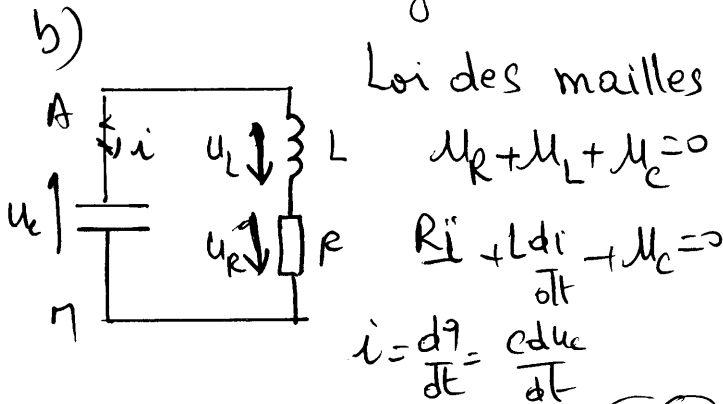 b)
Loi des mailles
A
i
u_L
L
u_R + u_L + u_C = 0
u_c
u_R
R
Ri + L di/dt + u_C = 0
M
i = dq/dt = C du_c/dt